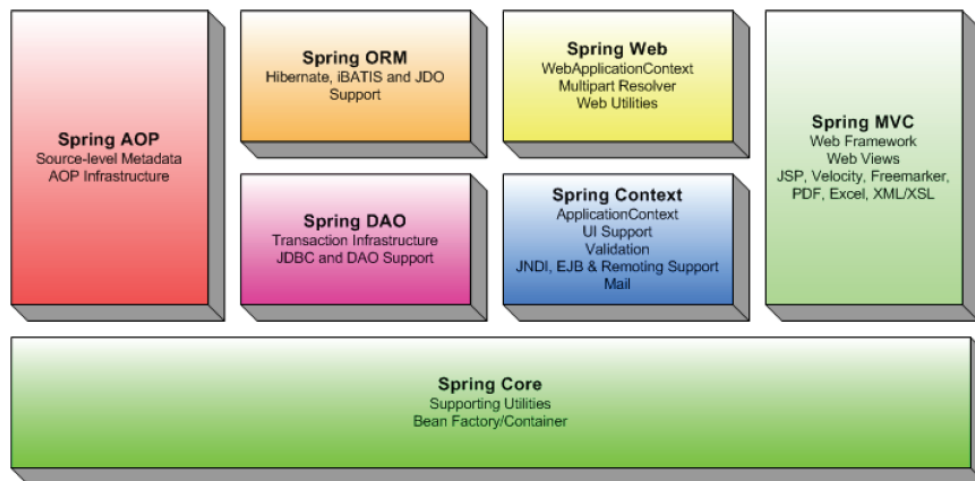 Spring AOP
Source-level Metadata
AOP Infrastructure
Spring ORM
Hibernate, iBATIS and JDO
Support
Spring DAO
Transaction Infrastructure
JDBC and DAO Support
Spring Web
WebApplicationContext
Multipart Resolver
Web Utilities
Spring Context
ApplicationContext
UI Support
Validation
JNDI, EJB & Remoting Support
Mail
Spring MVC
Web Framework
Web Views
JSP, Velocity, Freemarker,
PDF, Excel, XML/XSL
Spring Core
Supporting Utilities
Bean Factory/Container